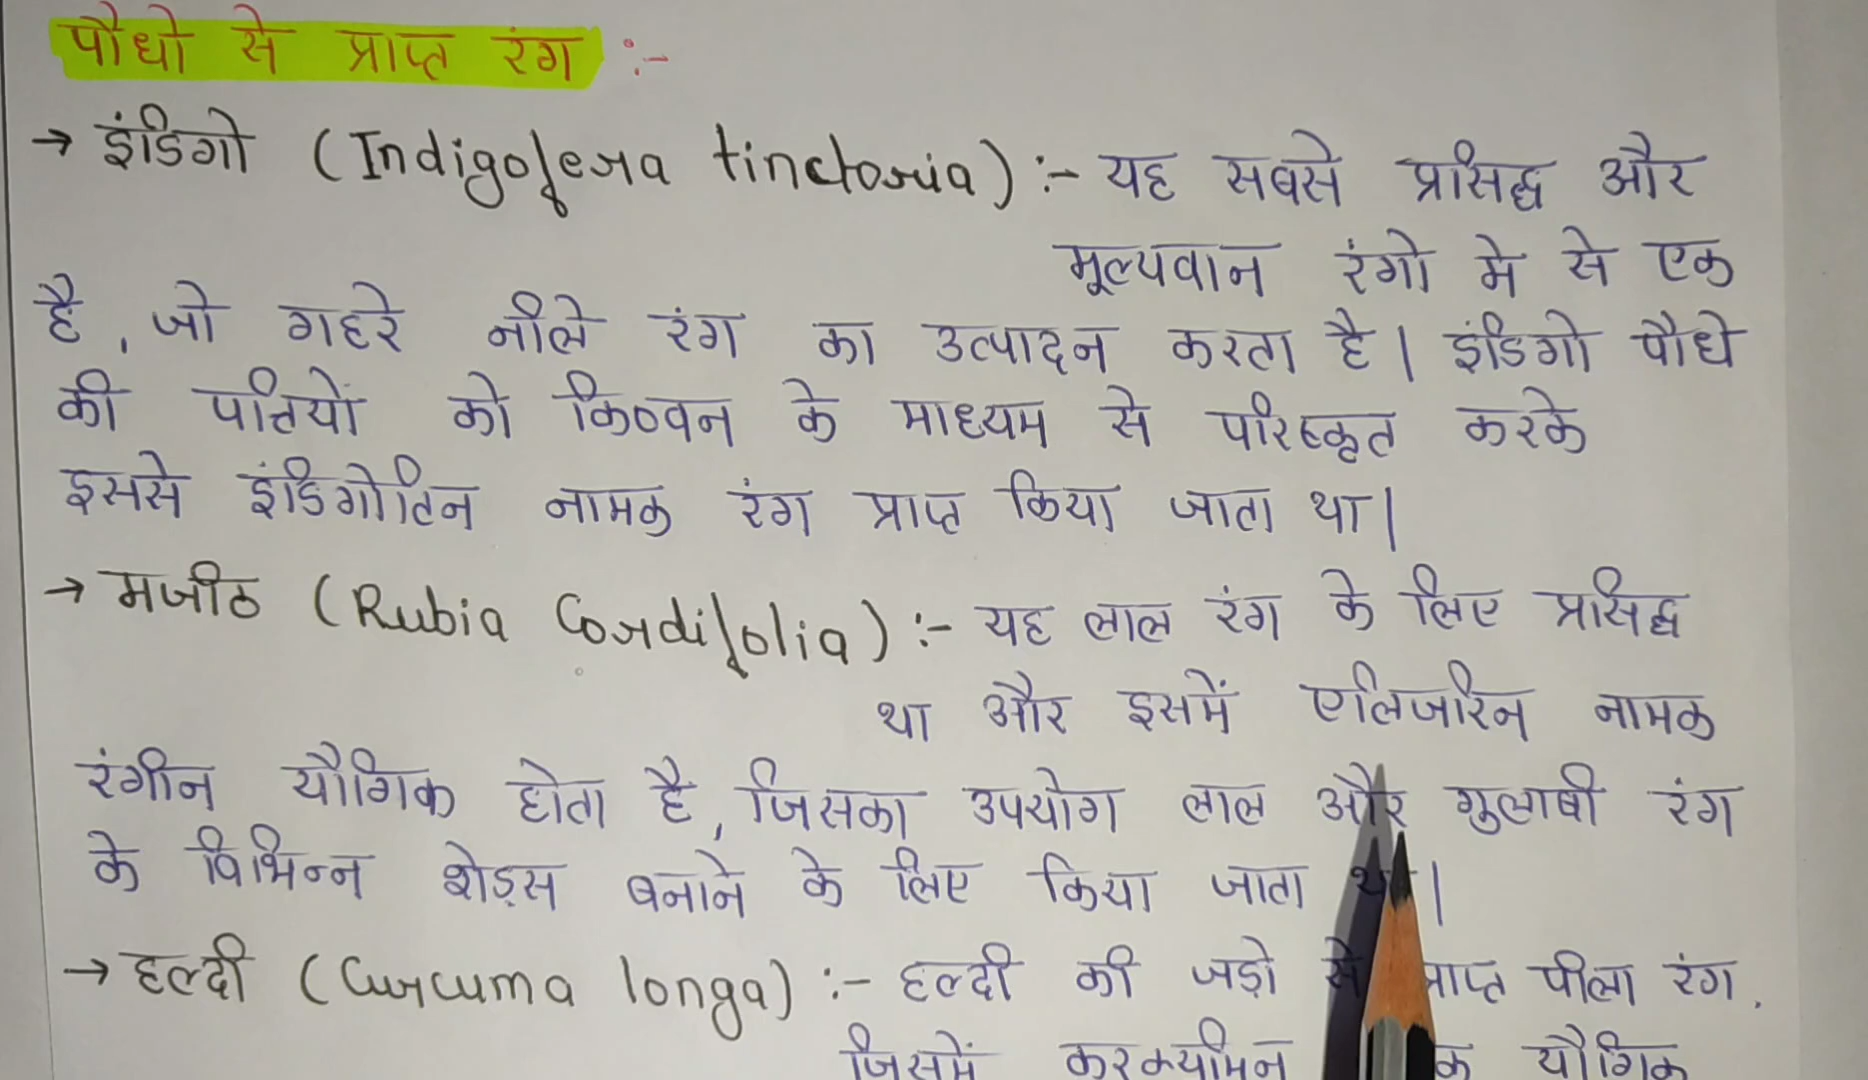 पौधो से प्राप्त रंग :-
→ इंडिगो (Indigofera tinctoria) :- यह सबसे प्रसिद्ध और
मूल्यवान रंगो मे से एक
है, जो गहरे नीले रंग का उत्पादन करता है। इंडिगो पौधे
की पत्तियों को किण्वन के माध्यम से परिष्कृत करके
इससे इंडिगोटिन नामक रंग प्राप्त किया जाता था।
→ मजीठ (Rubia Cordifolia) :- यह लाल रंग के लिए प्रसिद्ध
था और इसमें एलिजरिन नामक
रंगीन यौगिक होता है, जिसका उपयोग लाल और गुलाबी रंग
के विभिन्न शेड्स बनाने के लिए किया जाता था।
→ हल्दी (Curcuma longa) :- हल्दी की जड़ो से प्राप्त पीला रंग,
जिसमें करक्यीमिन यौगिक